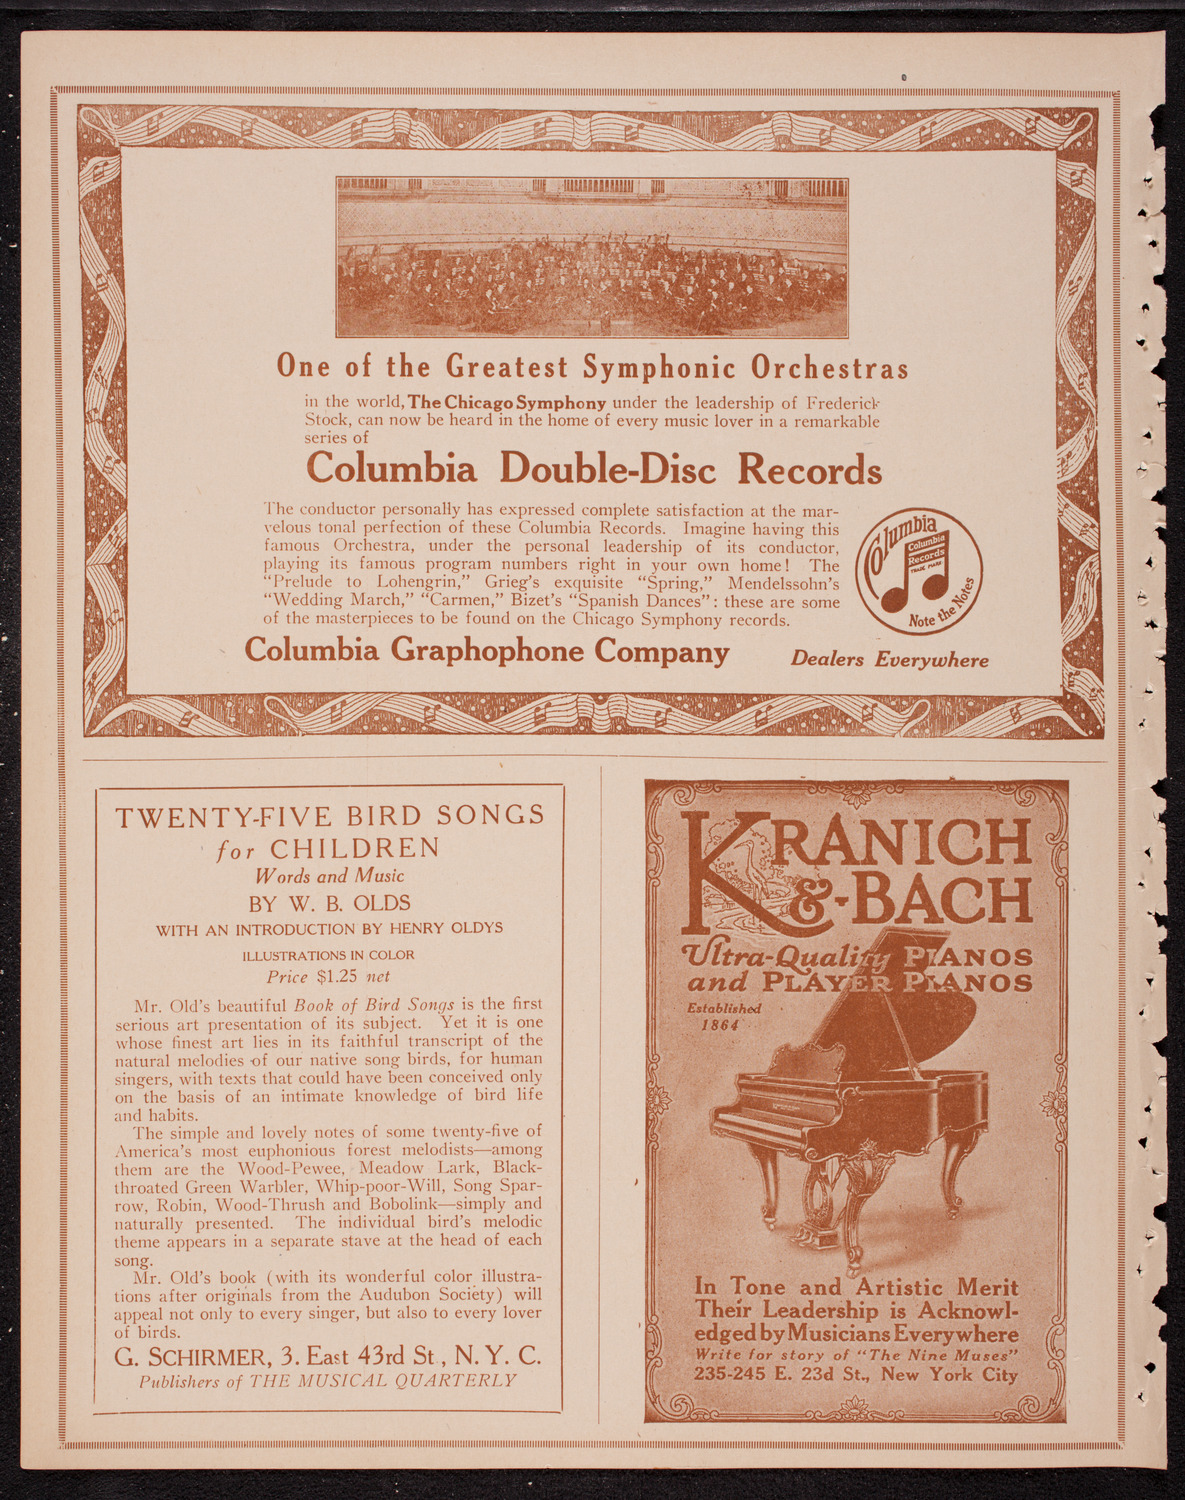 One of the Greatest Symphonic Orchestras
in the world, The Chicago Symphony under the leadership of Frederick
Stock, can now be heard in the home of every music lover in a remarkable
series of
Columbia Double-Disc Records
The conductor personally has expressed complete satisfaction at the mar-
velous tonal perfection of these Columbia Records. Imagine having this
famous Orchestra, under the personal leadership of its conductor,
playing its famous program numbers right in your own home! The
"Prelude to Lohengrin," Grieg's exquisite "Spring," Mendelssohn's
"Wedding March," "Carmen," Bizet's "Spanish Dances": these are some
of the masterpieces to be found on the Chicago Symphony records.
Columbia
Columbia
Records
TRADE MARK
Note the Notes
Columbia Graphophone Company
Dealers Everywhere
TWENTY-FIVE BIRD SONGS
for CHILDREN
Words and Music
BY W. B. OLDS
WITH AN INTRODUCTION BY HENRY OLDYS
ILLUSTRATIONS IN COLOR
Price $1.25 net
Mr. Old's beautiful Book of Bird Songs is the first
serious art presentation of its subject. Yet it is one
whose finest art lies in its faithful transcript of the
natural melodies of our native song birds, for human
singers, with texts that could have been conceived only
on the basis of an intimate knowledge of bird life
and habits.
The simple and lovely notes of some twenty-five of
America's most euphonious forest melodists—among
them are the Wood-Pewee, Meadow Lark, Black-
throated Green Warbler, Whip-poor-Will, Song Spar-
row, Robin, Wood-Thrush and Bobolink—simply and
naturally presented. The individual bird's melodic
theme appears in a separate stave at the head of each
song.
Mr. Old's book (with its wonderful color illustra-
tions after originals from the Audubon Society) will
appeal not only to every singer, but also to every lover
of birds.
G. SCHIRMER, 3. East 43rd St., N. Y. C.
Publishers of THE MUSICAL QUARTERLY
KRANICH
&-BACH
Ultra-Quality PIANOS
and PLAYER PIANOS
Established
1864
In Tone and Artistic Merit
Their Leadership is Acknowl-
edged by Musicians Everywhere
Write for story of "The Nine Muses"
235-245 E. 23d St., New York City